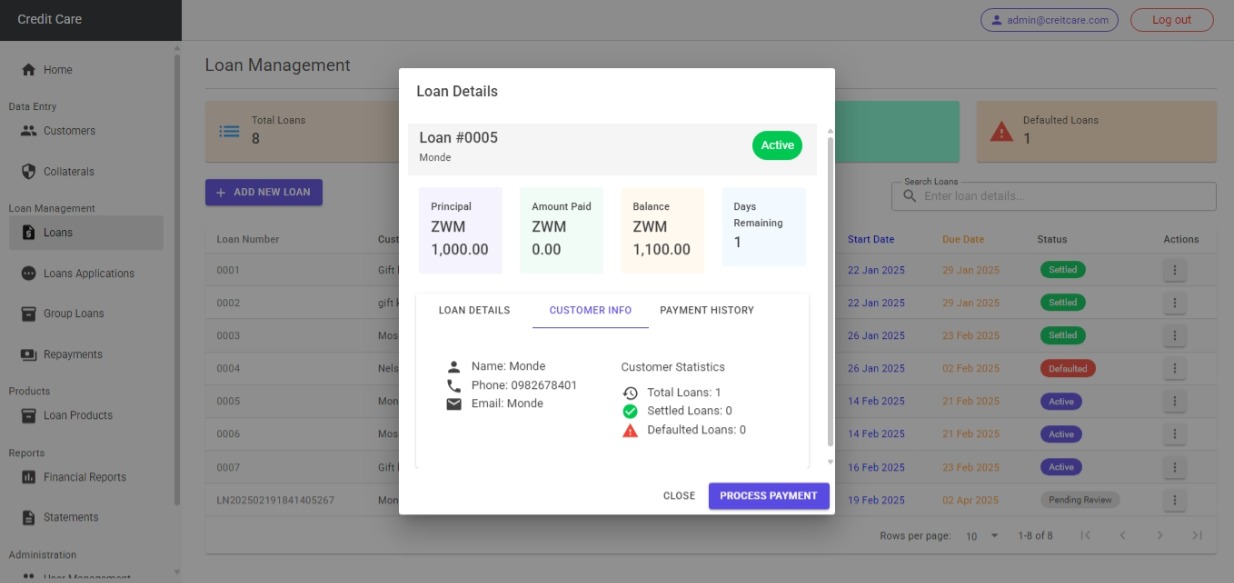 Credit Care
admin@creitcare.com
Log out
Home
Data Entry
Customers
Collaterals
Loan Management
Loans
Loans Applications
Group Loans
Repayments
Products
Loan Products
Reports
Financial Reports
Statements
Administration
User Management
Loan Management
Total Loans
8
Defaulted Loans
1
+ ADD NEW LOAN
Search Loans
Enter loan details...
Loan Number Start Date Due Date Status Actions
0001 Gift 22 Jan 2025 29 Jan 2025 Settled
0002 gift 22 Jan 2025 29 Jan 2025 Settled
0003 26 Jan 2025 23 Jan 2025 Settled
0004 26 Jan 2025 02 Feb 2025 Defaulted
0005 14 Feb 2025 21 Feb 2025 Active
0006 14 Feb 2025 21 Feb 2025 Active
0007 Gift 16 Feb 2025 23 Feb 2025 Active
LN202502191841405267 19 Feb 2025 02 Apr 2025 Pending Review
Rows per page: 10 1-8 of 8
Loan Details
Loan #0005
Monde
Active
Principal
ZWM
1,000.00
Amount Paid
ZWM
0.00
Balance
ZWM
1,100.00
Days
Remaining
1
LOAN DETAILS CUSTOMER INFO PAYMENT HISTORY
Name: Monde
Phone: 0982678401
Email: Monde
Customer Statistics
Total Loans: 1
Settled Loans: 0
Defaulted Loans: 0
CLOSE PROCESS PAYMENT